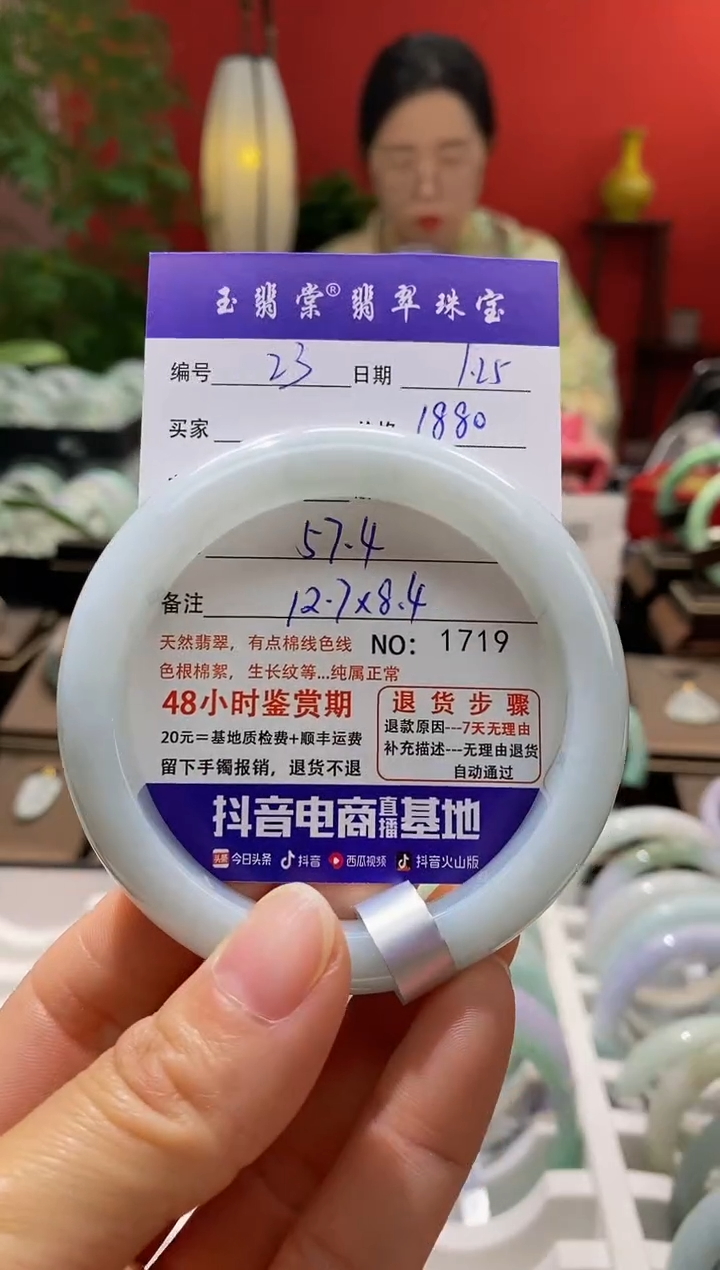 玉翡棠®翡翠珠宝
编号 23 日期 1.25
买家 1880
57.4
备注 12.7x8.4
天然翡翠，有点棉线色线 NO: 1719
色根棉絮，生长纹等...纯属正常
48小时鉴赏期
20元＝基地质检费+顺丰运费
留下手镯报销，退货不退
退货步骤
退款原因---7天无理由
补充描述---无理由退货
自动通过
抖音电商直播基地
头条 今日头条 抖音 西瓜视频 抖音火山版